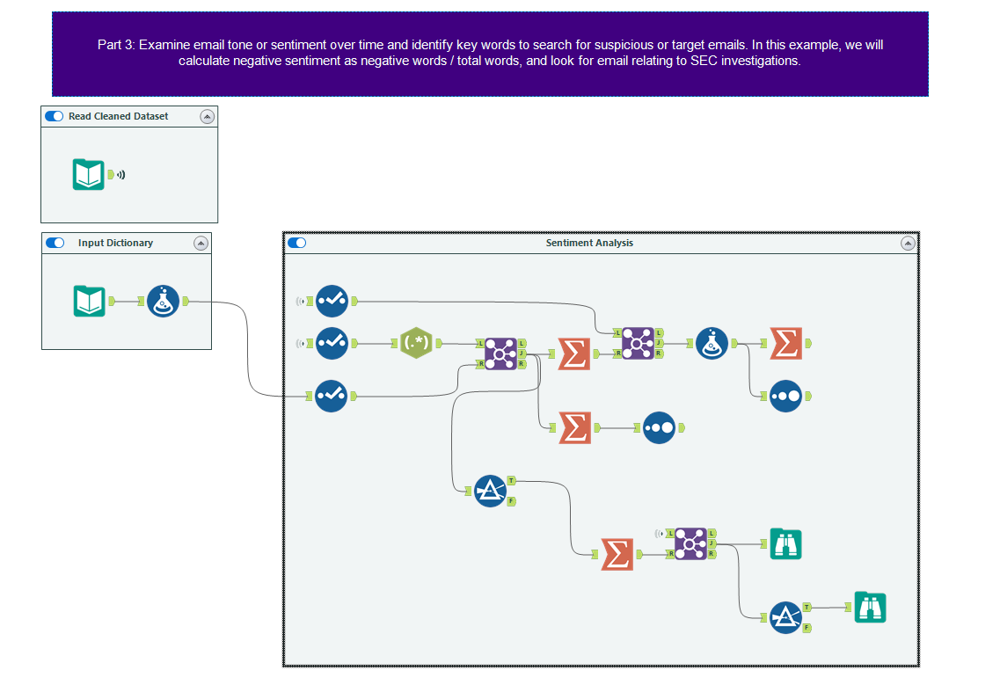 Part 3: Examine email tone or sentiment over time and identify key words to search for suspicious or target emails. In this example, we will
calculate negative sentiment as negative words / total words, and look for email relating to SEC investigations.
Read Cleaned Dataset
Input Dictionary
Sentiment Analysis
L
L
J
R
R
(.*)
L
L
J
R
R
Σ
Σ
Σ
T
F
L
L
J
R
R
Σ
T
F